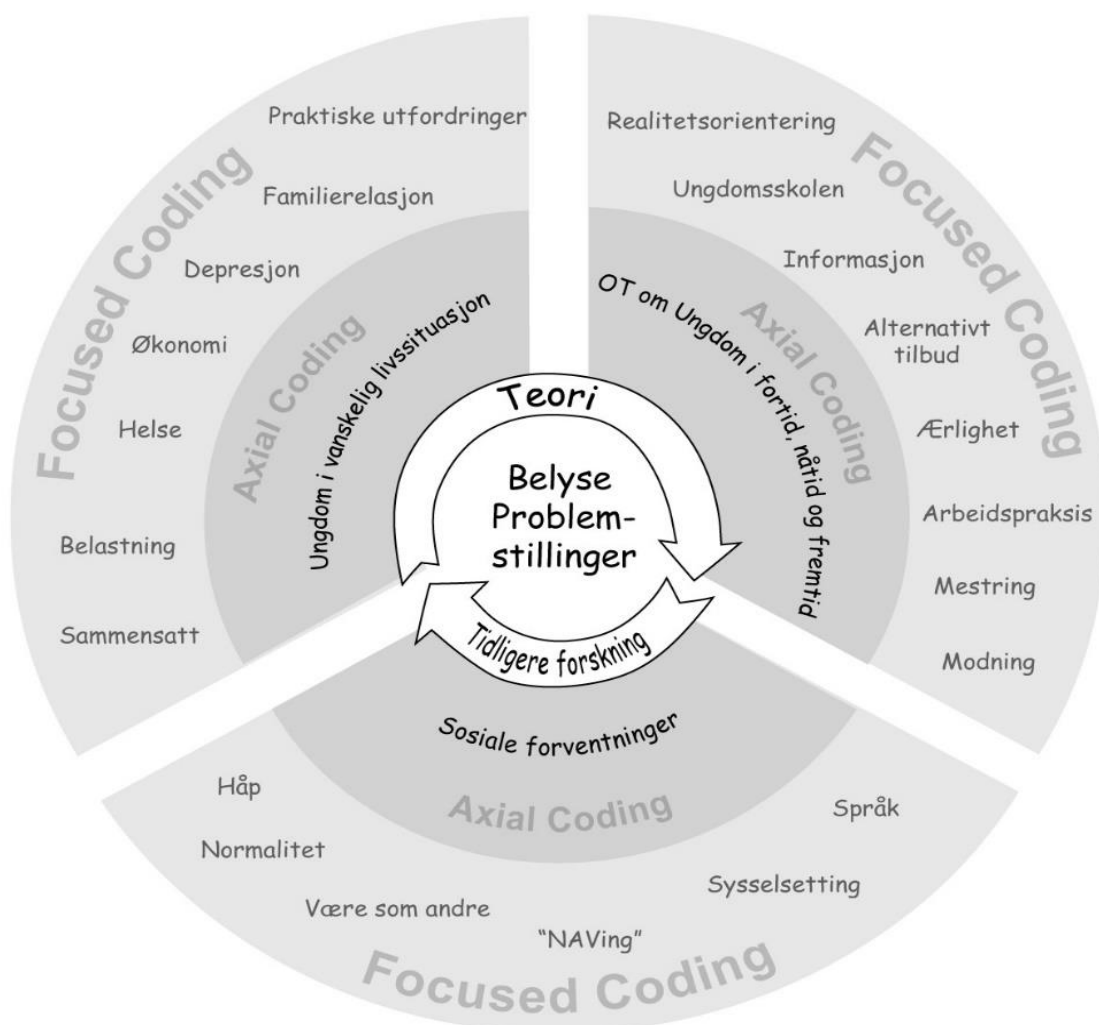 Focused Coding
Praktiske utfordringer
Familierelasjon
Depresjon
Økonomi
Helse
Belastning
Sammensatt
Axial Coding
Ungdom i vanskelig livssituasjon
Focused Coding
Realitetsorientering
Ungdomsskolen
Informasjon
Alternativt
tilbud
Ærlighet
Arbeidspraksis
Mestring
Modning
Axial Coding
OT om Ungdom i fortid, nåtid og fremtid
Teori
Belyse
Problem-
stillinger
Tidligere forskning
Sosiale forventninger
Axial Coding
Håp
Normalitet
Være som andre
“NAVing”
Sysselsetting
Språk
Focused Coding